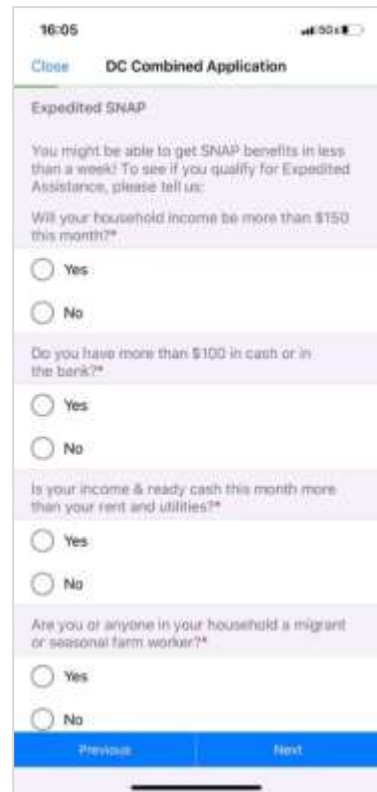 16:05
Close DC Combined Application
Expedited SNAP
You might be able to get SNAP benefits in less
than a week! To see if you qualify for Expedited
Assistance, please tell us:
Will your household income be more than $150
this month?*
Yes
No
Do you have more than $100 in cash or in
the bank?*
Yes
No
Is your income & ready cash this month more
than your rent and utilities?*
Yes
No
Are you or anyone in your household a migrant
or seasonal farm worker?*
Yes
No
Previous Next